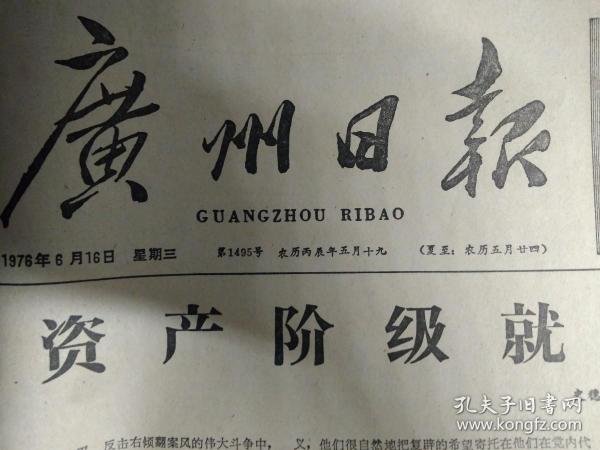 廣州日報
GUANGZHOU RIBAO
1976年6月16日 星期三 第1495号 农历丙辰年五月十九 (夏至:农历五月廿四)
资产阶级就
反击右倾翻案风的伟大斗争中,
义,他们很自然地把复辟的希望寄托在他们在党内代
孔夫子旧书网
www.kongfz.com